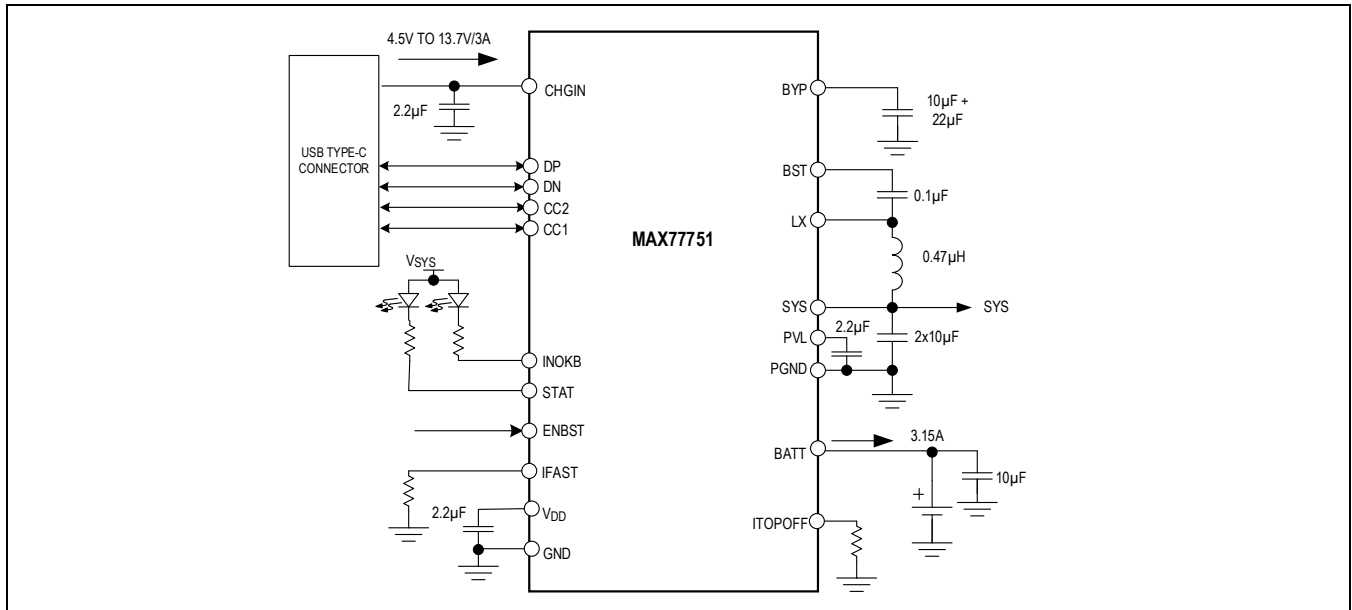 4.5V TO 13.7V/3A
CHGIN
2.2µF
USB TYPE-C
CONNECTOR
DP
DN
CC2
CC1
VSYS
INOKB
STAT
ENBST
IFAST
2.2µF
VDD
GND
MAX77751
BYP
10µF +
22µF
BST
0.1µF
LX
0.47µH
SYS
SYS
2.2µF
PVL
2x10µF
PGND
3.15A
BATT
10µF
+
ITOPOFF